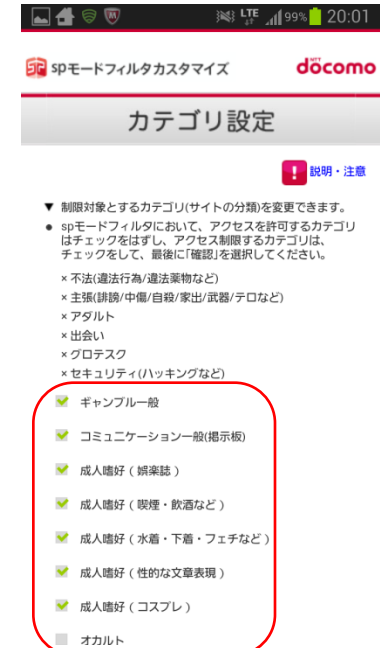 LTE 99% 20:01
spモードフィルタカスタマイズ
NTT
döcomo
カテゴリ設定
! 説明・注意
▼ 制限対象とするカテゴリ(サイトの分類)を変更できます。
● spモードフィルタにおいて、アクセスを許可するカテゴリ
はチェックをはずし、アクセス制限するカテゴリは、
チェックをして、最後に「確認」を選択してください。
×不法(違法行為/違法薬物など)
×主張(誹謗/中傷/自殺/家出/武器/テロなど)
×アダルト
×出会い
×グロテスク
×セキュリティ(ハッキングなど)
ギャンブル一般
コミュニケーション一般(掲示板)
成人嗜好 ( 娯楽誌 )
成人嗜好 ( 喫煙・飲酒など )
成人嗜好 ( 水着・下着・フェチなど )
成人嗜好 ( 性的な文章表現 )
成人嗜好 ( コスプレ )
オカルト